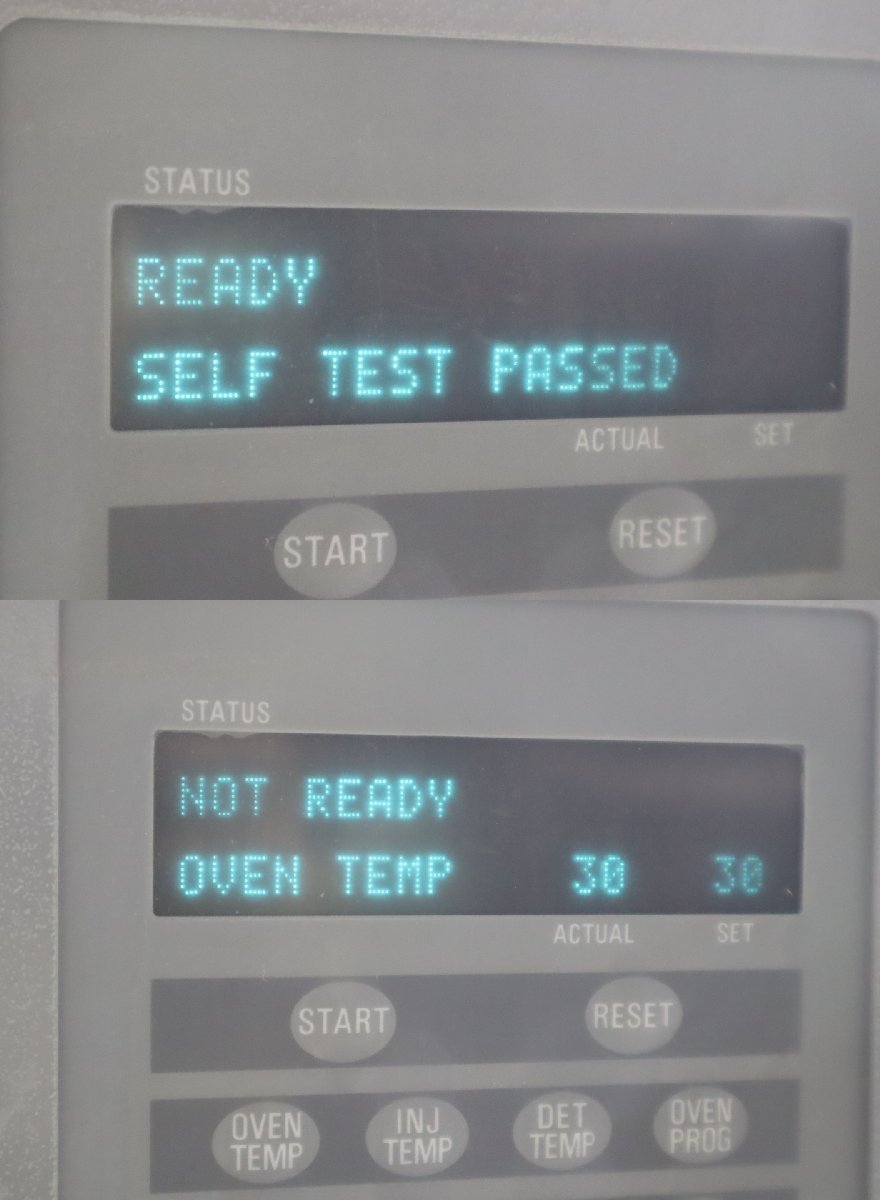 STATUS
READY
SELF TEST PASSED
ACTUAL SET
START RESET
STATUS
NOT READY
OVEN TEMP 30 30
ACTUAL SET
START RESET
OVEN TEMP INJ TEMP DET TEMP OVEN PROG